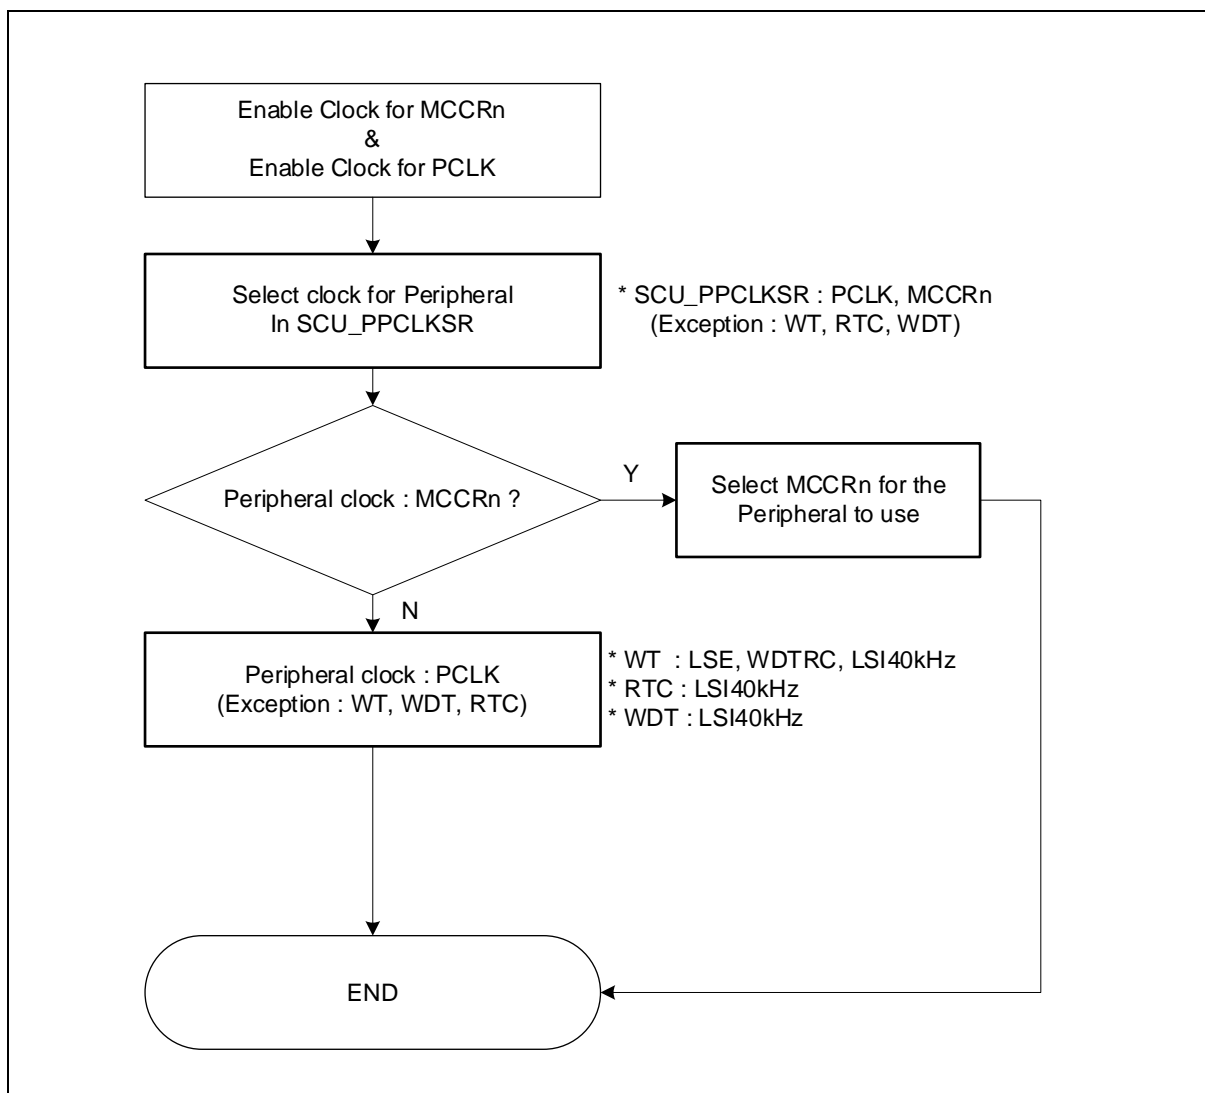 Enable Clock for MCCRn
&
Enable Clock for PCLK
Select clock for Peripheral
In SCU_PPCLKSR
* SCU_PPCLKSR : PCLK, MCCRn
(Exception : WT, RTC, WDT)
Peripheral clock : MCCRn ?
Y
Select MCCRn for the
Peripheral to use
N
Peripheral clock : PCLK
(Exception : WT, WDT, RTC)
* WT : LSE, WDTRC, LSI40kHz
* RTC : LSI40kHz
* WDT : LSI40kHz
END